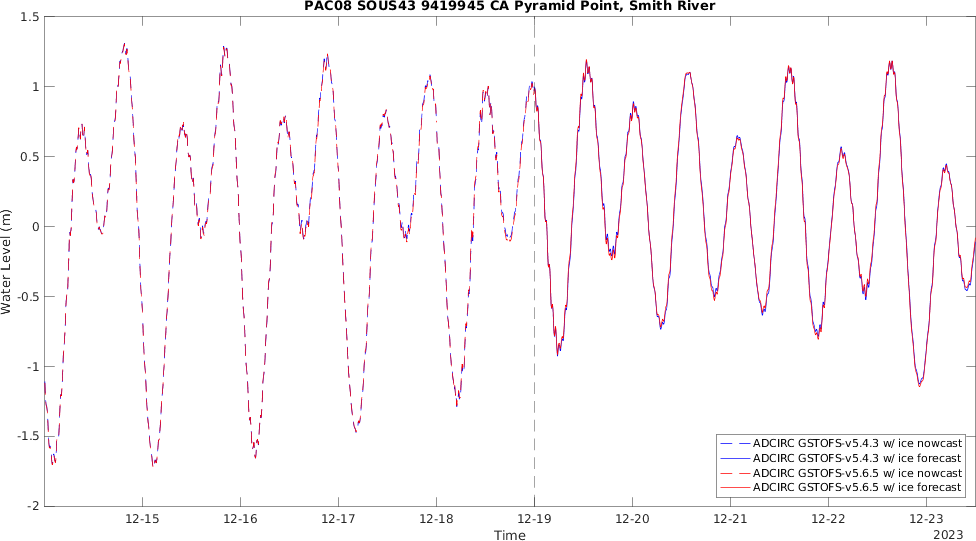 PAC08 SOUS43 9419945 CA Pyramid Point, Smith River
1.5
1
0.5
0
-0.5
-1
-1.5
-2
Water Level (m)
12-15
12-16
12-17
12-18
12-19
12-20
12-21
12-22
12-23
Time
2023
ADCIRC GSTOFS-v5.4.3 w/ ice nowcast
ADCIRC GSTOFS-v5.4.3 w/ ice forecast
ADCIRC GSTOFS-v5.6.5 w/ ice nowcast
ADCIRC GSTOFS-v5.6.5 w/ ice forecast